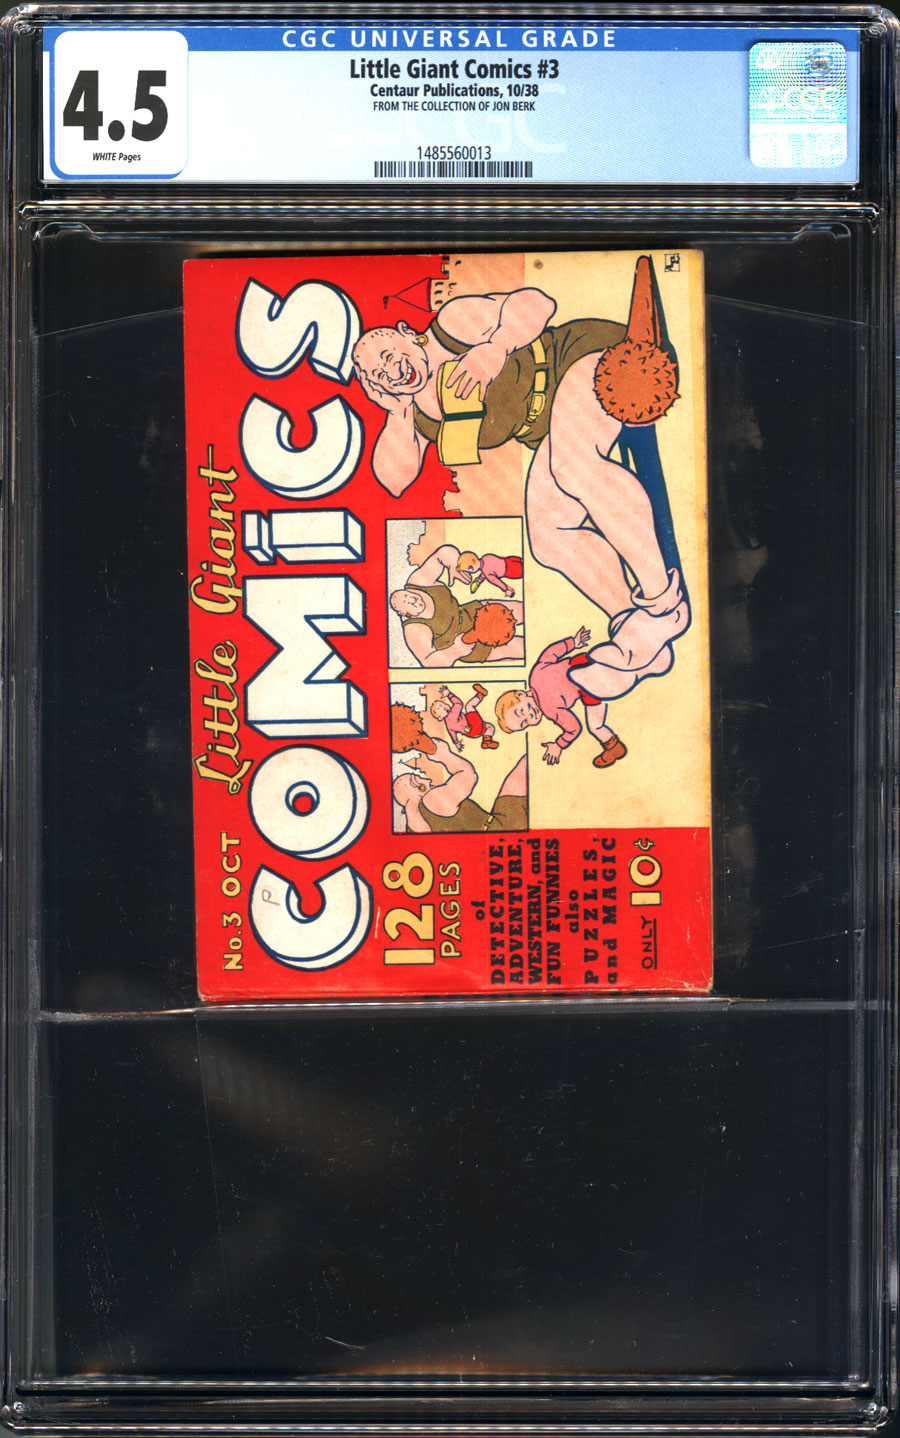 CGC UNIVERSAL GRADE
4.5
WHITE Pages
Little Giant Comics #3
Centaur Publications, 10/38
FROM THE COLLECTION OF JON BERK
1485560013
CGC
No.3 OCT
Little Giant
COMiCS
128
PAGES
of
DETECTIVE,
ADVENTURE,
WESTERN, and
FUN FUNNIES
also
PUZZLES,
and MAGIC
ONLY 10¢
P